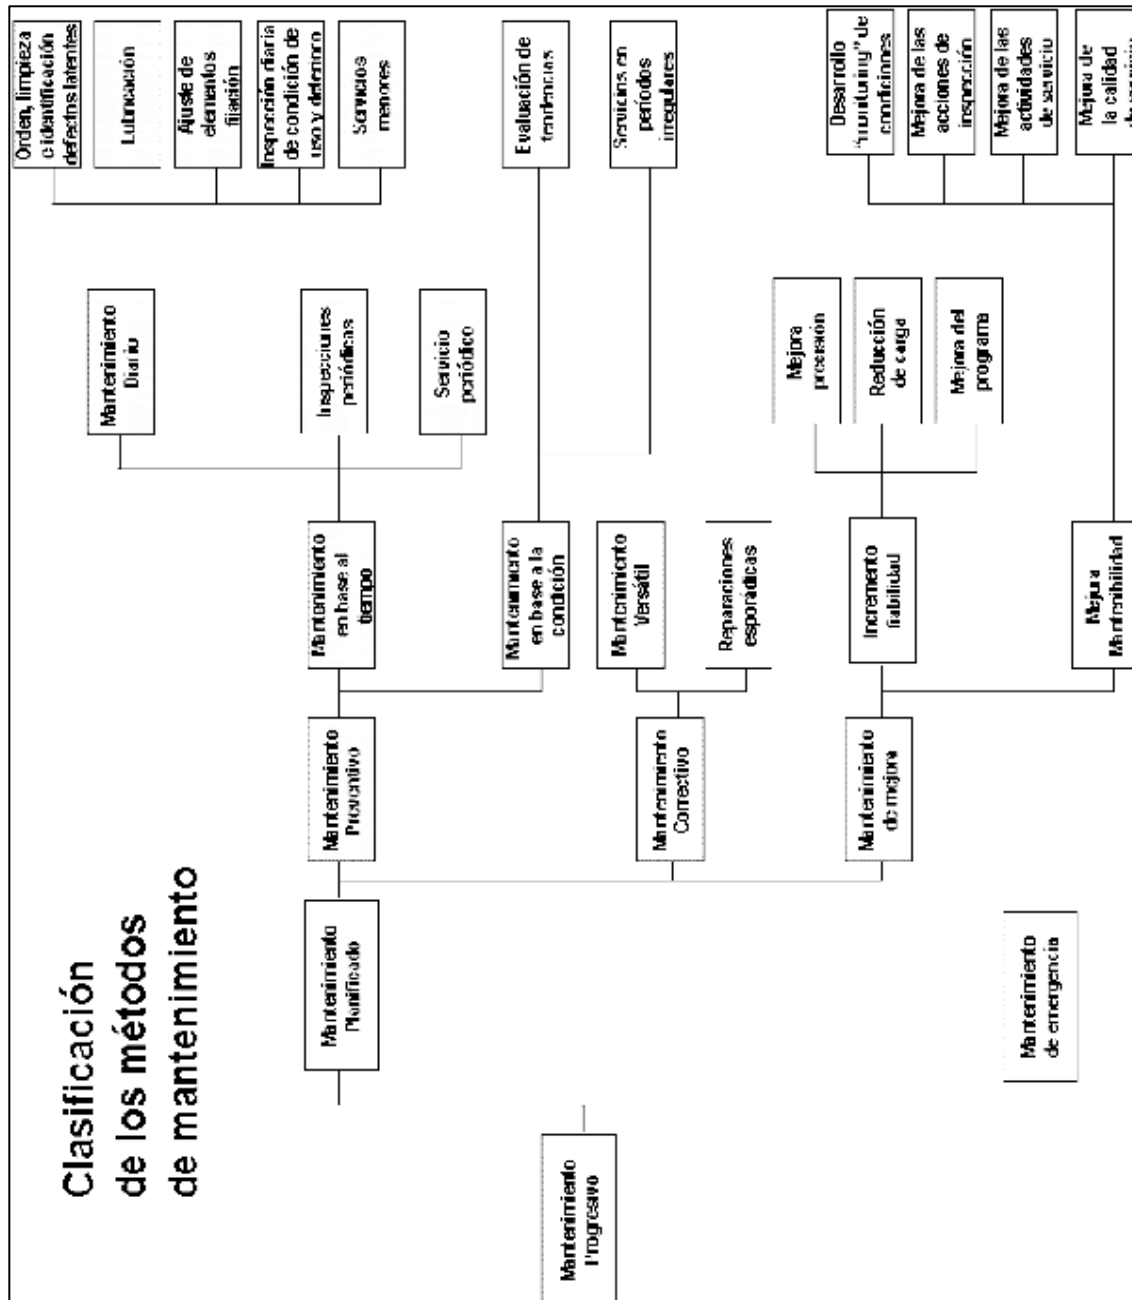 Clasificación
de los métodos
de mantenimiento
Mantenimiento
Progresivo
Mantenimiento
Planificado
Mantenimiento
de emergencia
Mantenimiento
Preventivo
Mantenimiento
Correctivo
Mantenimiento
de mejora
Mantenimiento
en base al
tiempo
Mantenimiento
en base a la
condición
Mantenimiento
Versátil
Reparaciones
esporádicas
Incremento
fiabilidad
Mejora
Mantenibilidad
Mantenimiento
Diario
Inspecciones
periódicas
Servicio
periódico
Mejora
precisión
Reducción
de carga
Mejora del
programa
Orden, limpieza
e identificación
defectos latentes
Lubricación
Ajuste de
elementos
fijación
Inspección diaria
de condición de
uso y deterioro
Servicios
menores
Evaluación de
tendencias
Servicios en
períodos
irregulares
Desarrollo
"monitoring" de
condiciones
Mejora de las
acciones de
inspección
Mejora de las
actividades
de servicio
Mejora de
la calidad